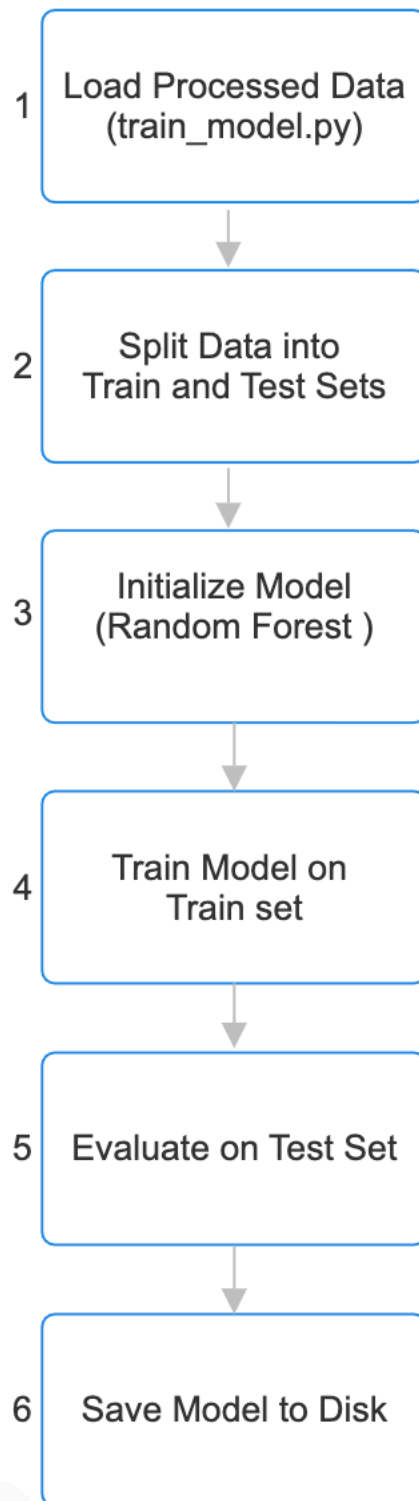 1
Load Processed Data
(train_model.py)
2
Split Data into
Train and Test Sets
3
Initialize Model
(Random Forest )
4
Train Model on
Train set
5
Evaluate on Test Set
6
Save Model to Disk